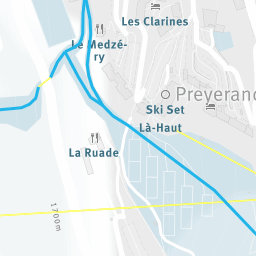 Les Clarines
Le Medzé-
ry
Preyerand
Ski Set
Là-Haut
La Ruade
1700m